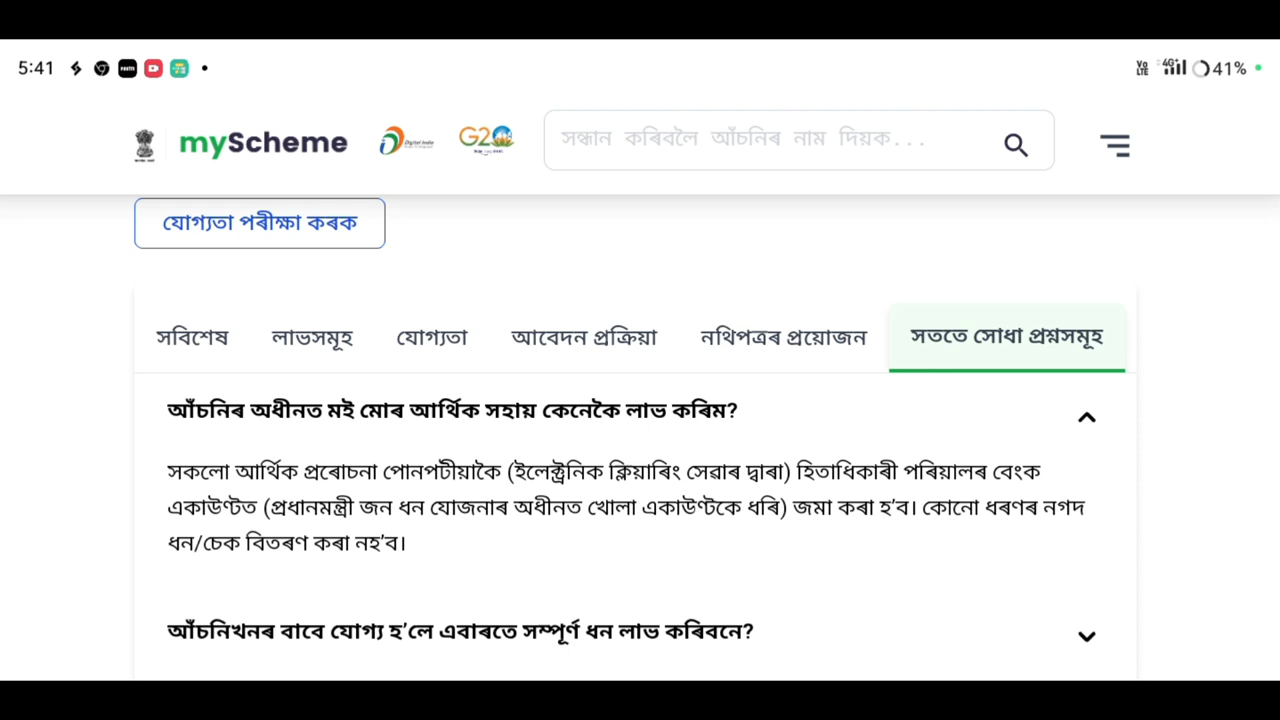 5:41
41%
myScheme
Digital India
G20
সন্ধান কৰিবলৈ আঁচনিৰ নাম দিয়ক...
যোগ্যতা পৰীক্ষা কৰক
সবিশেষ লাভসমূহ যোগ্যতা আবেদন প্ৰক্ৰিয়া নথিপত্ৰৰ প্ৰয়োজন সততে সোধা প্ৰশ্নসমূহ
আঁচনিৰ অধীনত মই মোৰ আৰ্থিক সহায় কেনেকৈ লাভ কৰিম?
সকলো আৰ্থিক প্ৰৰোচনা পোনপটীয়াকৈ (ইলেক্ট্ৰনিক ক্লিয়াৰিং সেৱাৰ দ্বাৰা) হিতাধিকাৰী পৰিয়ালৰ বেংক
একাউণ্টত (প্ৰধানমন্ত্ৰী জন ধন যোজনাৰ অধীনত খোলা একাউণ্টকে ধৰি) জমা কৰা হ’ব। কোনো ধৰণৰ নগদ
ধন/চেক বিতৰণ কৰা নহ’ব।
আঁচনিখনৰ বাবে যোগ্য হ’লে এবাৰতে সম্পূৰ্ণ ধন লাভ কৰিবনে?